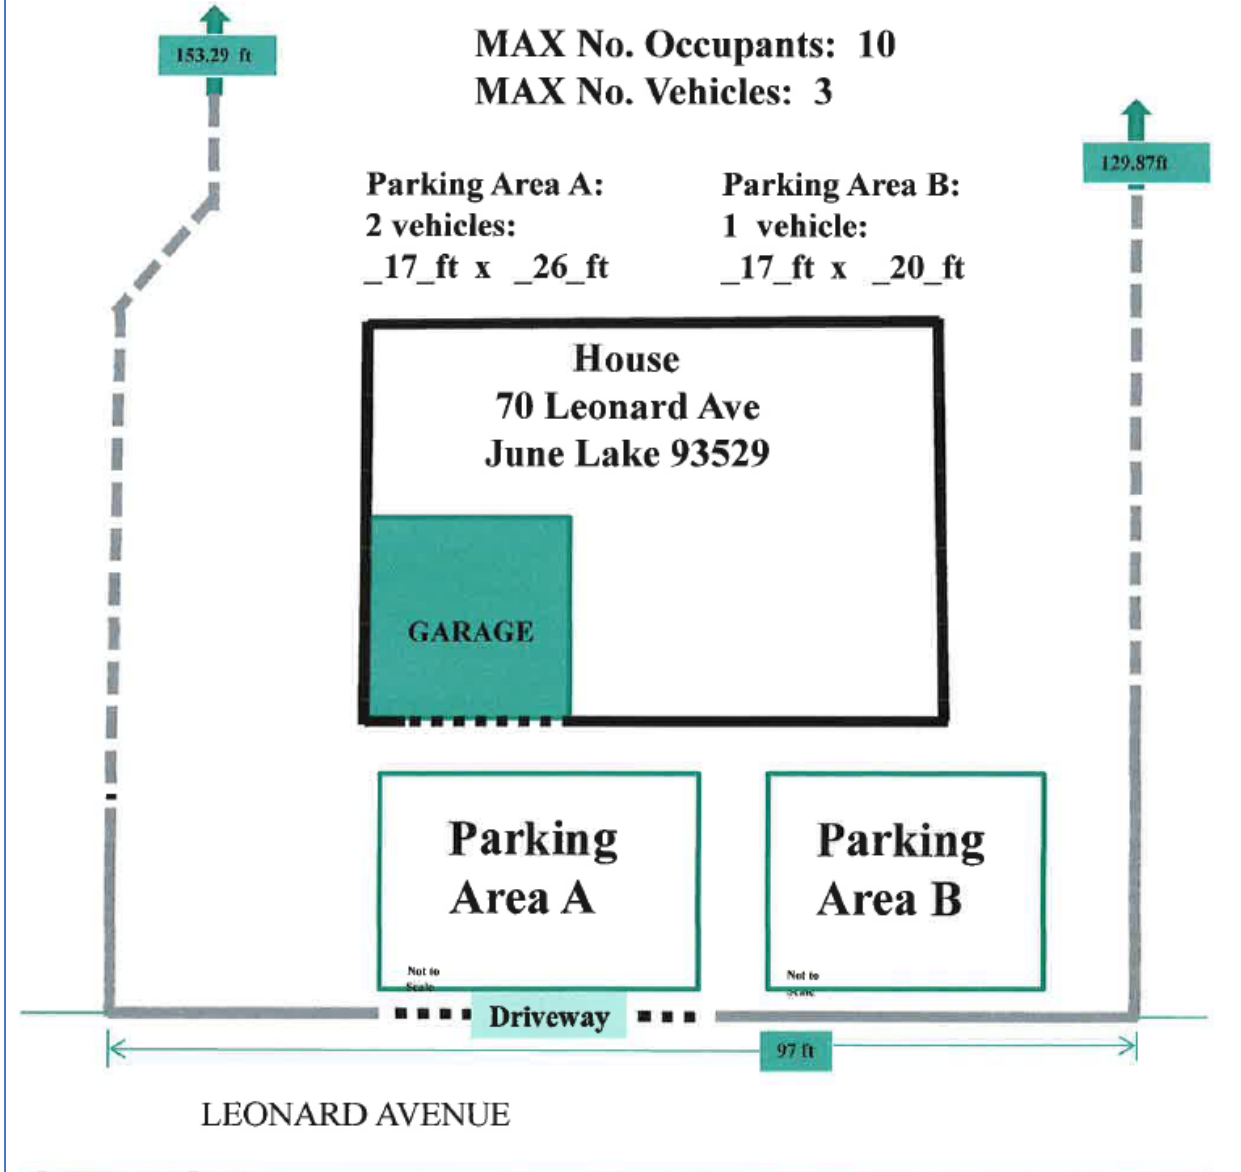 153.29 ft
MAX No. Occupants: 10
MAX No. Vehicles: 3
129.87ft
Parking Area A:
2 vehicles:
_17_ft x _26_ft
Parking Area B:
1 vehicle:
_17_ft x _20_ft
House
70 Leonard Ave
June Lake 93529
GARAGE
Parking
Area A
Not to
Scale
Parking
Area B
Not to
Scale
Driveway
97 ft
LEONARD AVENUE